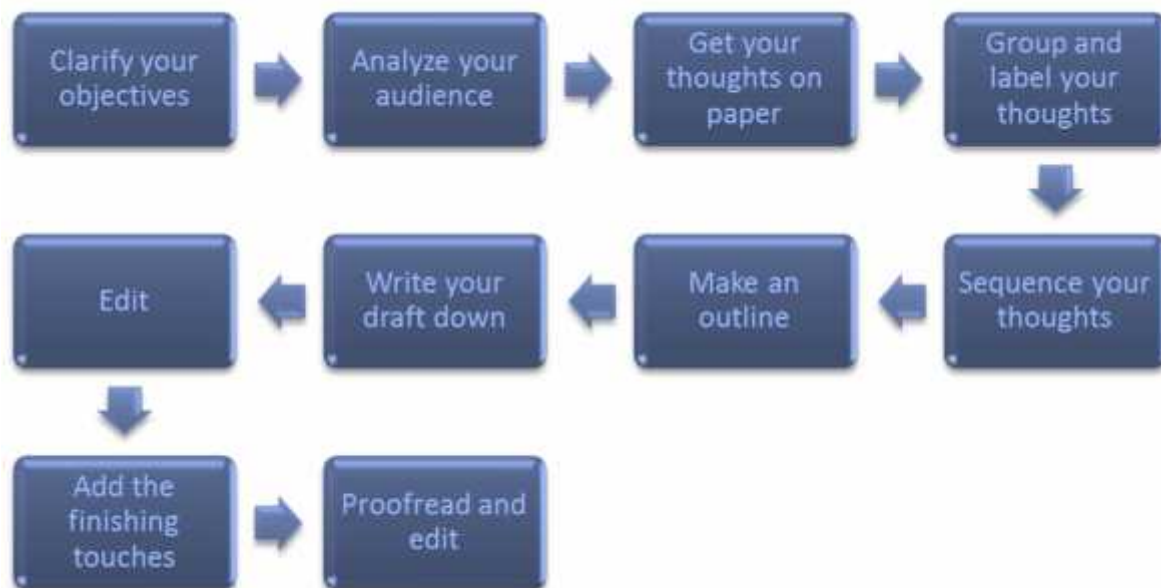 Clarify your
objectives
Analyze your
audience
Get your
thoughts on
paper
Group and
label your
thoughts
Sequence your
thoughts
Make an
outline
Write your
draft down
Edit
Add the
finishing
touches
Proofread and
edit